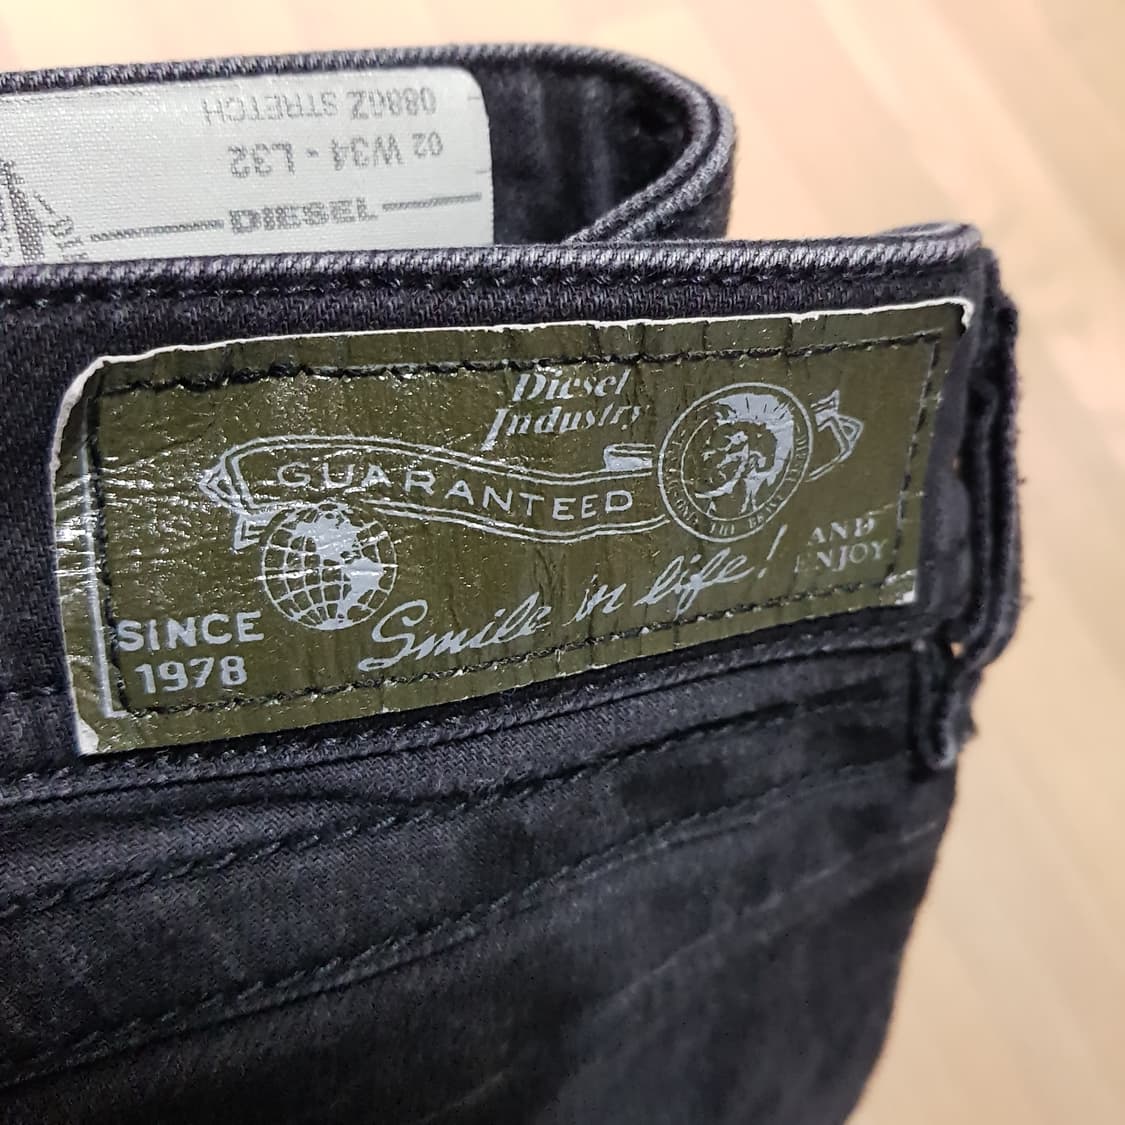 0880Z STRETCH
02 W34 - L32
DIESEL
Diesel
Industry
GUARANTEED
AND
ENJOY
Smile in life!
SINCE
1978